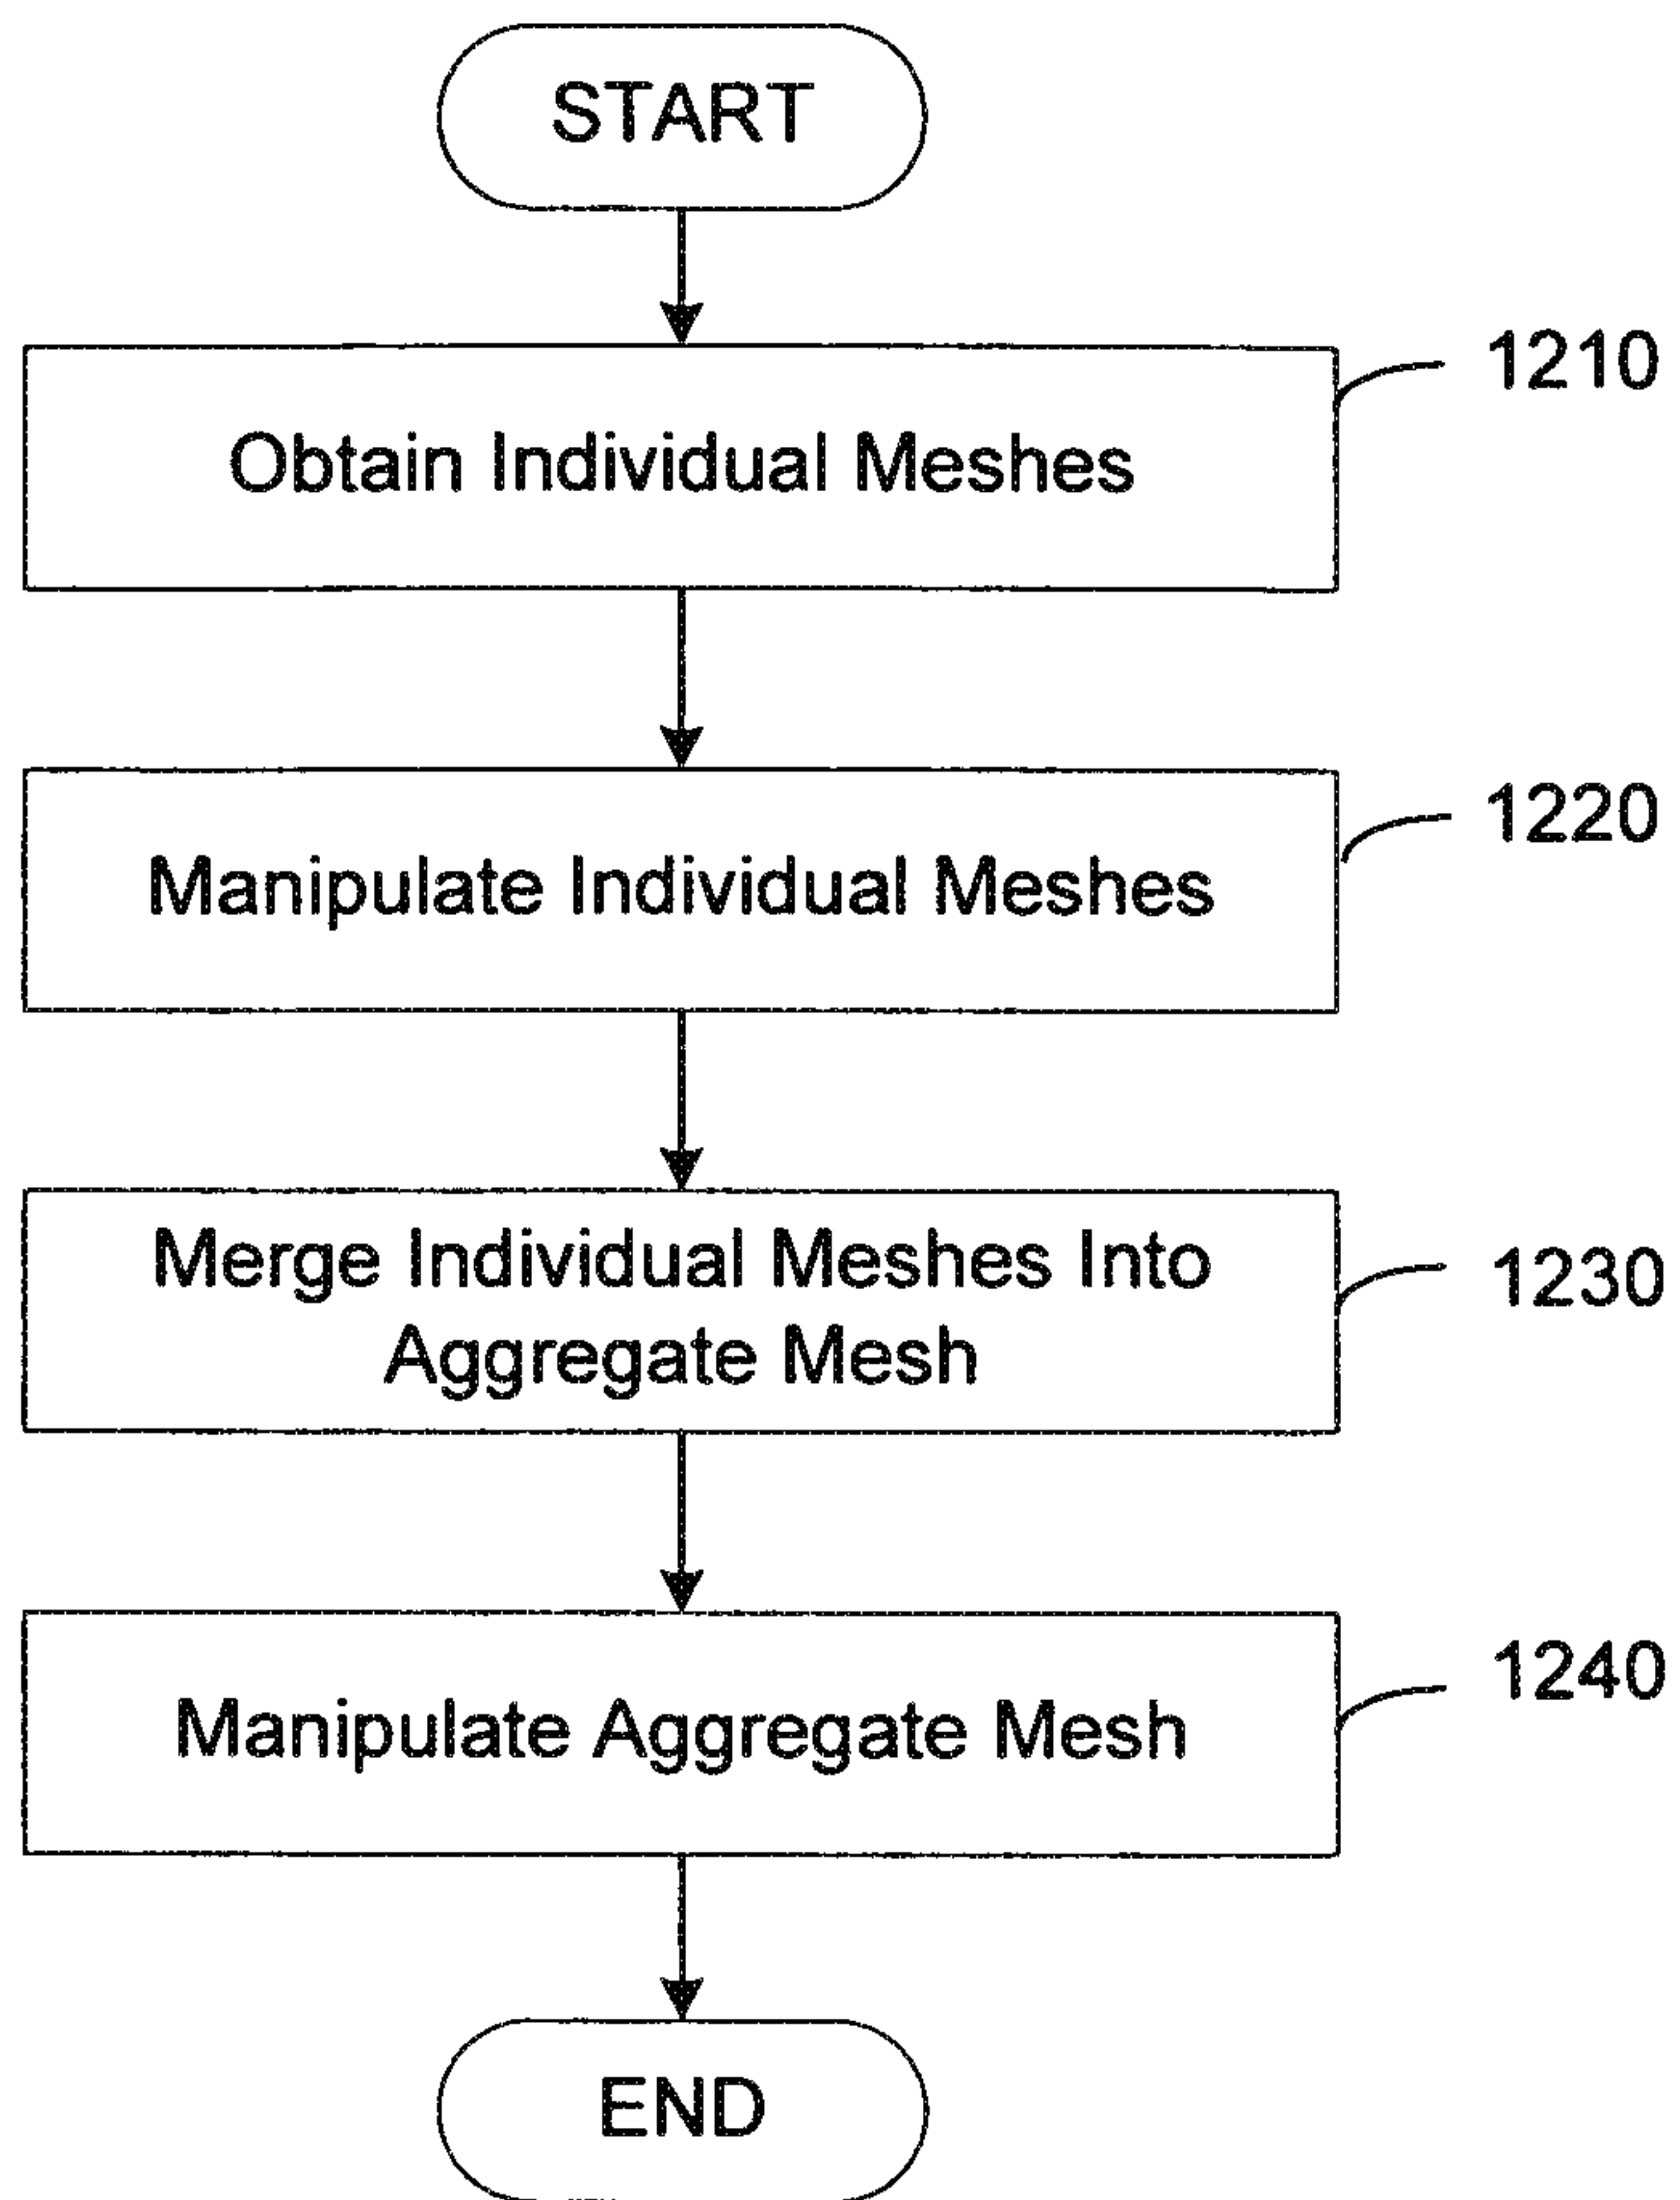 START
1210
Obtain Individual Meshes
1220
Manipulate Individual Meshes
Merge Individual Meshes Into
1230
Aggregate Mesh
1240
Manipulate Aggregate Mesh
END